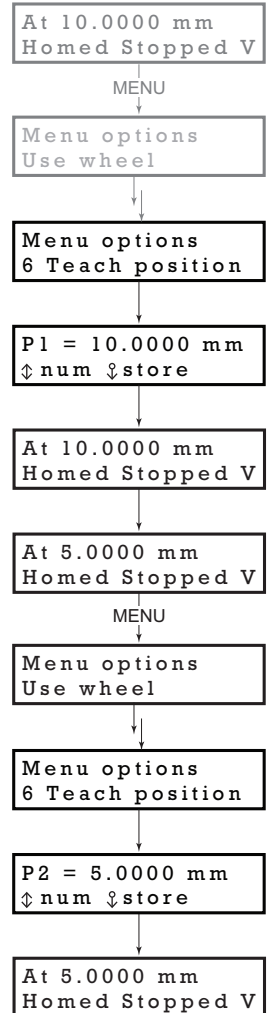 At 10.0000 mm
Homed Stopped V
MENU
Menu options
Use wheel
Menu options
6 Teach position
P1 = 10.0000 mm
⇕ num ⚲ store
At 10.0000 mm
Homed Stopped V
At 5.0000 mm
Homed Stopped V
MENU
Menu options
Use wheel
Menu options
6 Teach position
P2 = 5.0000 mm
⇕ num ⚲ store
At 5.0000 mm
Homed Stopped V